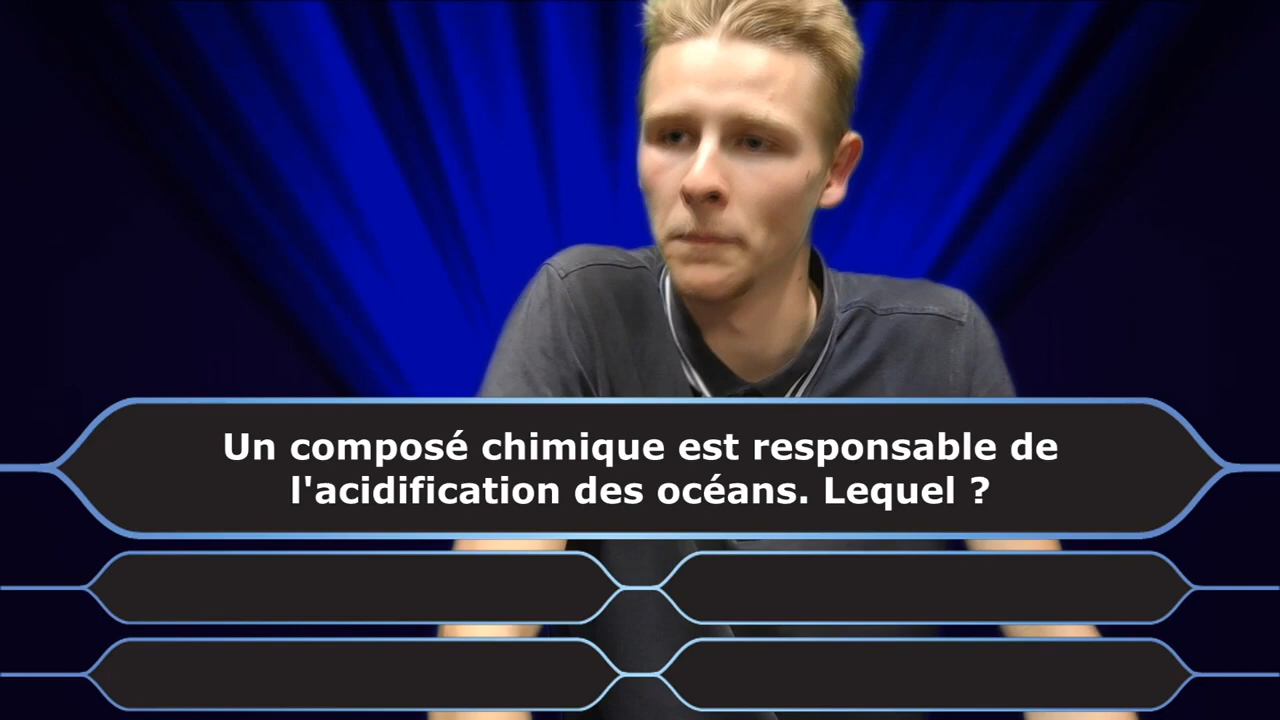 Un composé chimique est responsable de
l'acidification des océans. Lequel ?